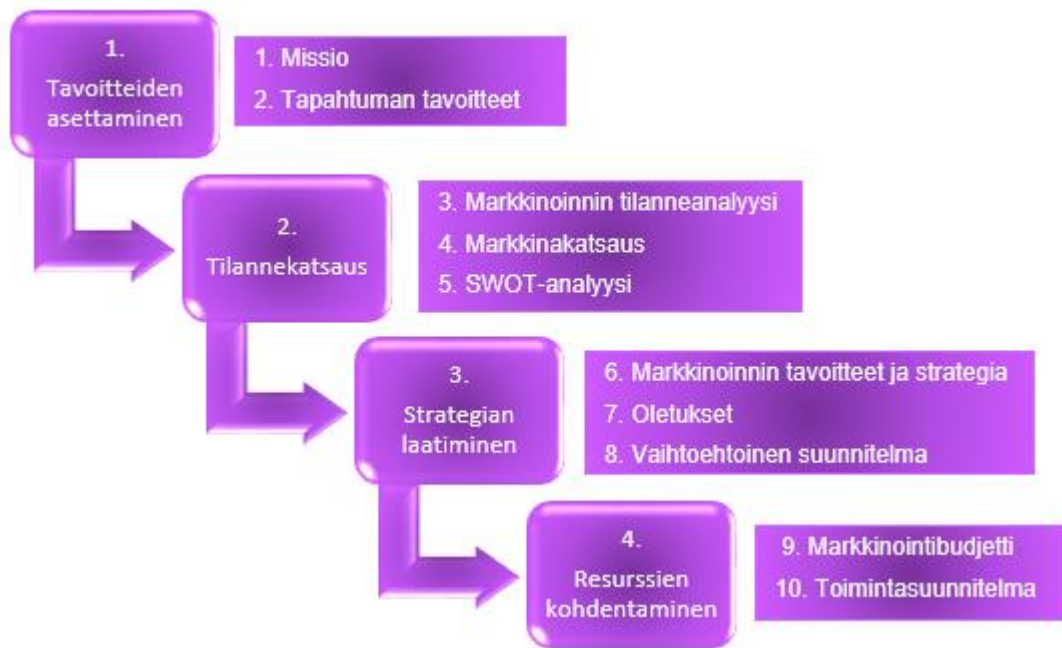 1.
Tavoitteiden
asettaminen
1. Missio
2. Tapahtuman tavoitteet
2.
Tilannekatsaus
3. Markkinoinnin tilanneanalyysi
4. Markkinakatsaus
5. SWOT-analyysi
3.
Strategian
laatiminen
6. Markkinoinnin tavoitteet ja strategia
7. Oletukset
8. Vaihtoehtoinen suunnitelma
4.
Resurssien
kohdentaminen
9. Markkinointibudjetti
10. Toimintasuunnitelma